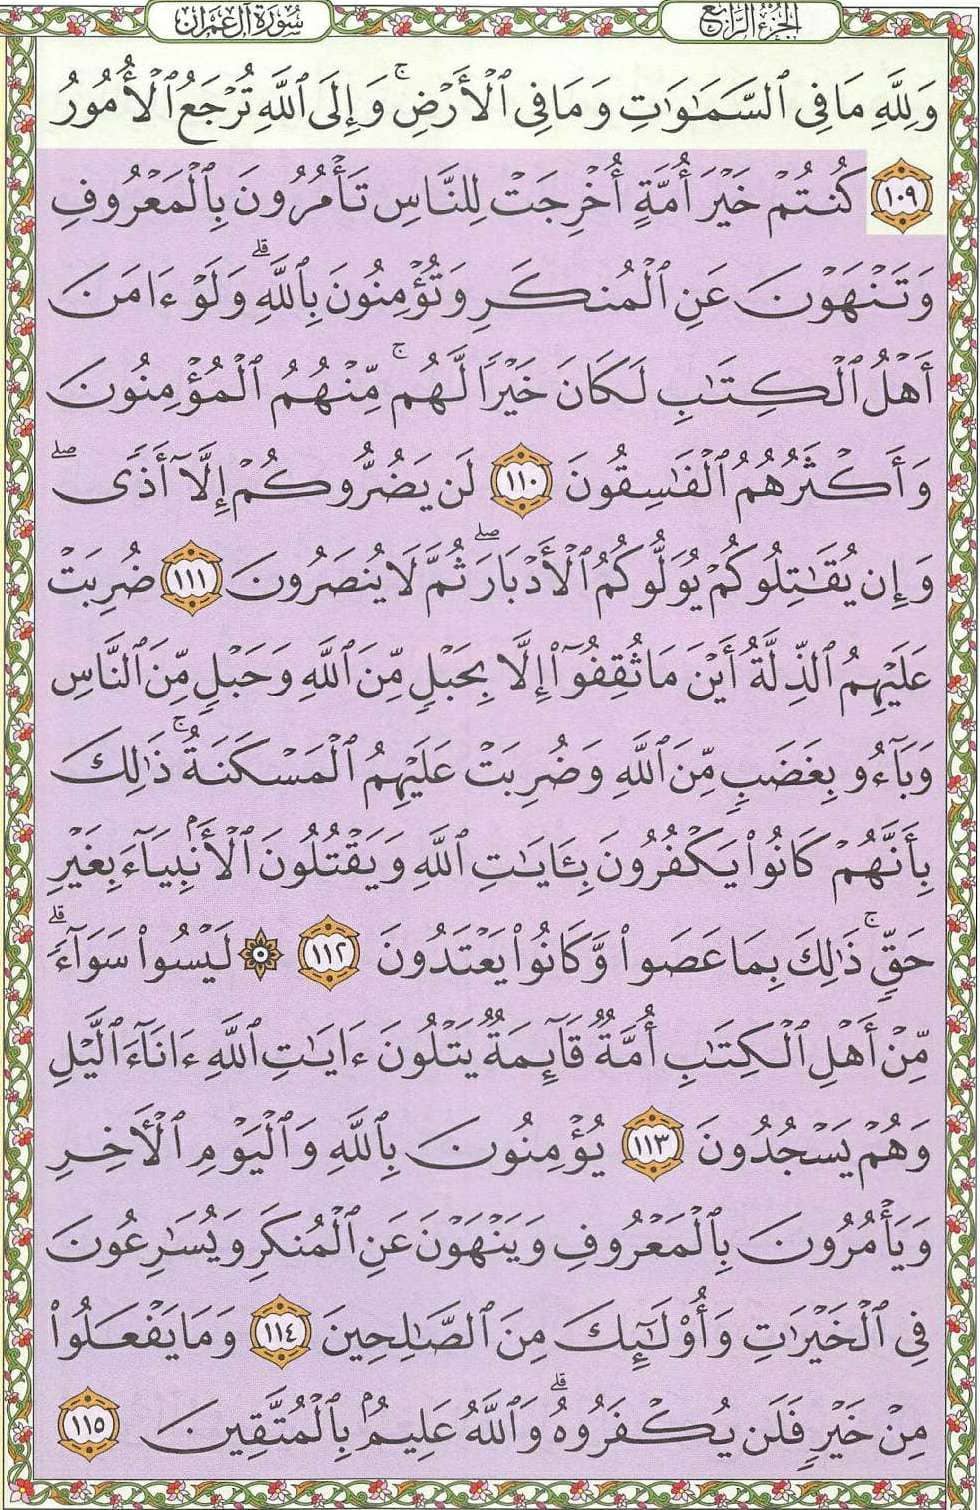 الجزء الرابع
سورة آل عمران
وَلِلَّهِ مَا فِى ٱلسَّمَٰوَٰتِ وَمَا فِى ٱلْأَرْضِ ۚ وَإِلَى ٱللَّهِ تُرْجَعُ ٱلْأُمُورُ
١٠٩ كُنتُمْ خَيْرَ أُمَّةٍ أُخْرِجَتْ لِلنَّاسِ تَأْمُرُونَ بِٱلْمَعْرُوفِ
وَتَنْهَوْنَ عَنِ ٱلْمُنكَرِ وَتُؤْمِنُونَ بِٱللَّهِ ۗ وَلَوْ ءَامَنَ
أَهْلُ ٱلْكِتَٰبِ لَكَانَ خَيْرًا لَّهُم ۚ مِّنْهُمُ ٱلْمُؤْمِنُونَ
وَأَكْثَرُهُمُ ٱلْفَٰسِقُونَ ١١٠ لَن يَضُرُّوكُمْ إِلَّآ أَذًى ۖ
وَإِن يُقَٰتِلُوكُمْ يُوَلُّوكُمُ ٱلْأَدْبَارَ ۖ ثُمَّ لَا يُنصَرُونَ ١١١ ضُرِبَتْ
عَلَيْهِمُ ٱلذِّلَّةُ أَيْنَ مَا ثُقِفُوٓا۟ إِلَّا بِحَبْلٍ مِّنَ ٱللَّهِ وَحَبْلٍ مِّنَ ٱلنَّاسِ
وَبَآءُو بِغَضَبٍ مِّنَ ٱللَّهِ وَضُرِبَتْ عَلَيْهِمُ ٱلْمَسْكَنَةُ ۚ ذَٰلِكَ
بِأَنَّهُمْ كَانُوا۟ يَكْفُرُونَ بِـَٔايَٰتِ ٱللَّهِ وَيَقْتُلُونَ ٱلْأَنۢبِيَآءَ بِغَيْرِ
حَقٍّ ۚ ذَٰلِكَ بِمَا عَصَوا۟ وَّكَانُوا۟ يَعْتَدُونَ ١١٢ ۞ لَيْسُوا۟ سَوَآءً ۗ
مِّنْ أَهْلِ ٱلْكِتَٰبِ أُمَّةٌ قَآئِمَةٌ يَتْلُونَ ءَايَٰتِ ٱللَّهِ ءَانَآءَ ٱلَّيْلِ
وَهُمْ يَسْجُدُونَ ١١٣ يُؤْمِنُونَ بِٱللَّهِ وَٱلْيَوْمِ ٱلْءَاخِرِ
وَيَأْمُرُونَ بِٱلْمَعْرُوفِ وَيَنْهَوْنَ عَنِ ٱلْمُنكَرِ وَيُسَٰرِعُونَ
فِى ٱلْخَيْرَٰتِ وَأُو۟لَٰٓئِكَ مِنَ ٱلصَّٰلِحِينَ ١١٤ وَمَا يَفْعَلُوا۟
مِنْ خَيْرٍ فَلَن يُكْفَرُوهُ ۗ وَٱللَّهُ عَلِيمٌۢ بِٱلْمُتَّقِينَ ١١٥